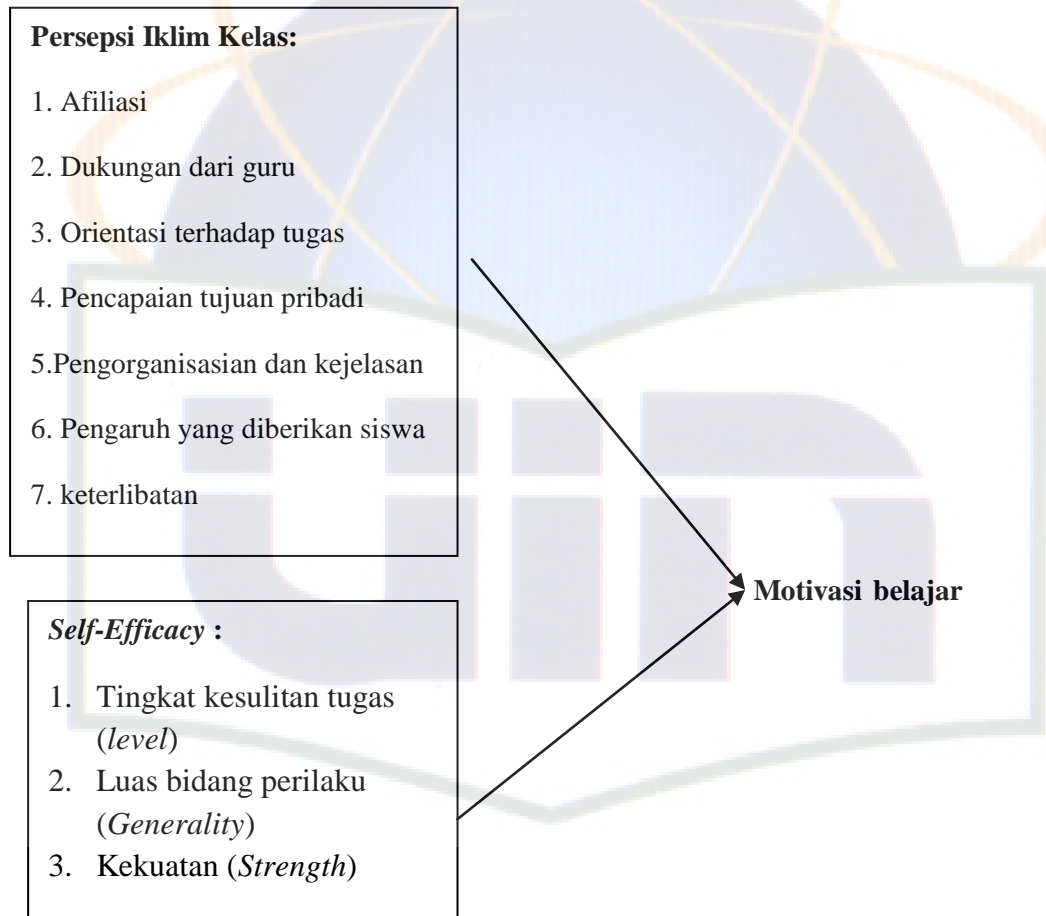 Persepsi Iklim Kelas:
1. Afiliasi
2. Dukungan dari guru
3. Orientasi terhadap tugas
4. Pencapaian tujuan pribadi
5.Pengorganisasian dan kejelasan
6. Pengaruh yang diberikan siswa
7. keterlibatan
Motivasi belajar
Self-Efficacy :
1. Tingkat kesulitan tugas
(level)
2. Luas bidang perilaku
(Generality)
3. Kekuatan (Strength)
uin